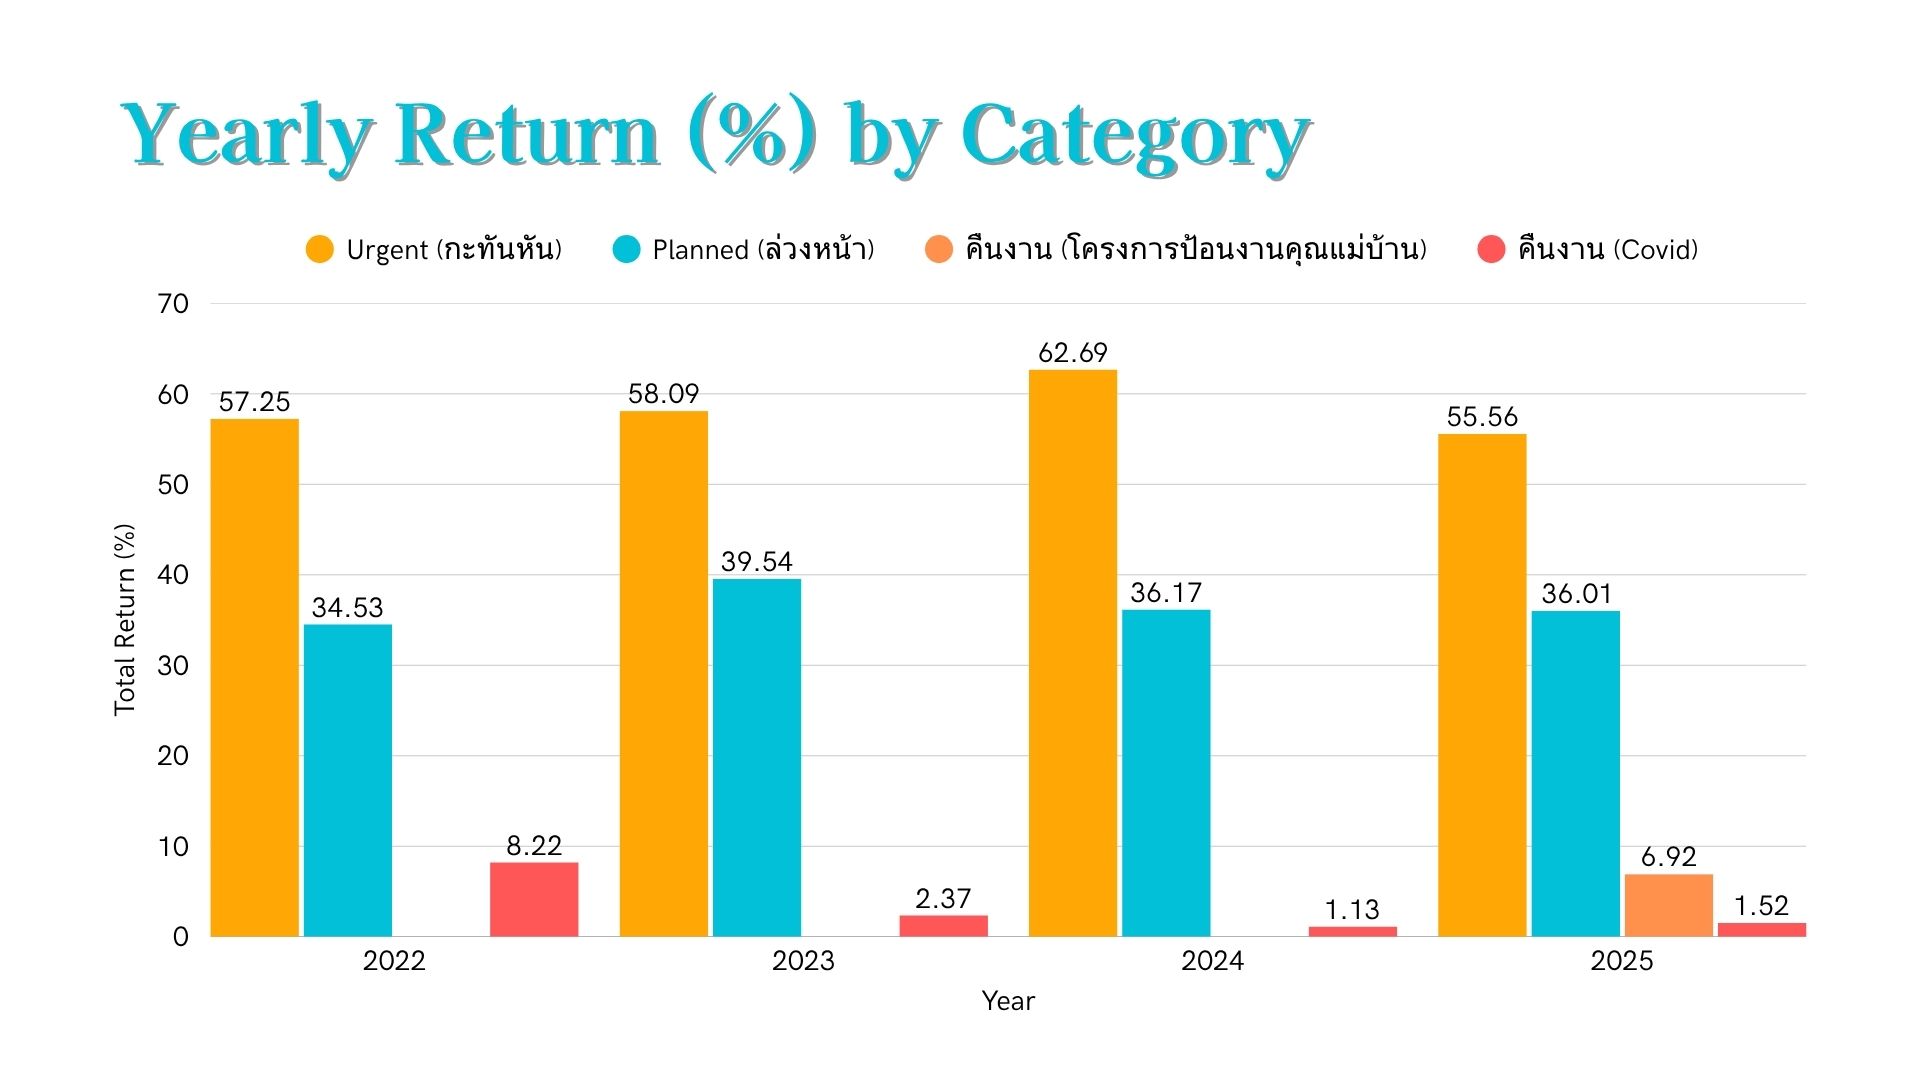 Yearly Return (%) by Category
Urgent (กะทันหัน) Planned (ล่วงหน้า) คืนงาน (โครงการป้อนงานคุณแม่บ้าน) คืนงาน (Covid)
Total Return (%)
70
60
50
40
30
20
10
0
57.25 34.53 8.22
58.09 39.54 2.37
62.69 36.17 1.13
55.56 36.01 6.92 1.52
2022 2023 2024 2025
Year